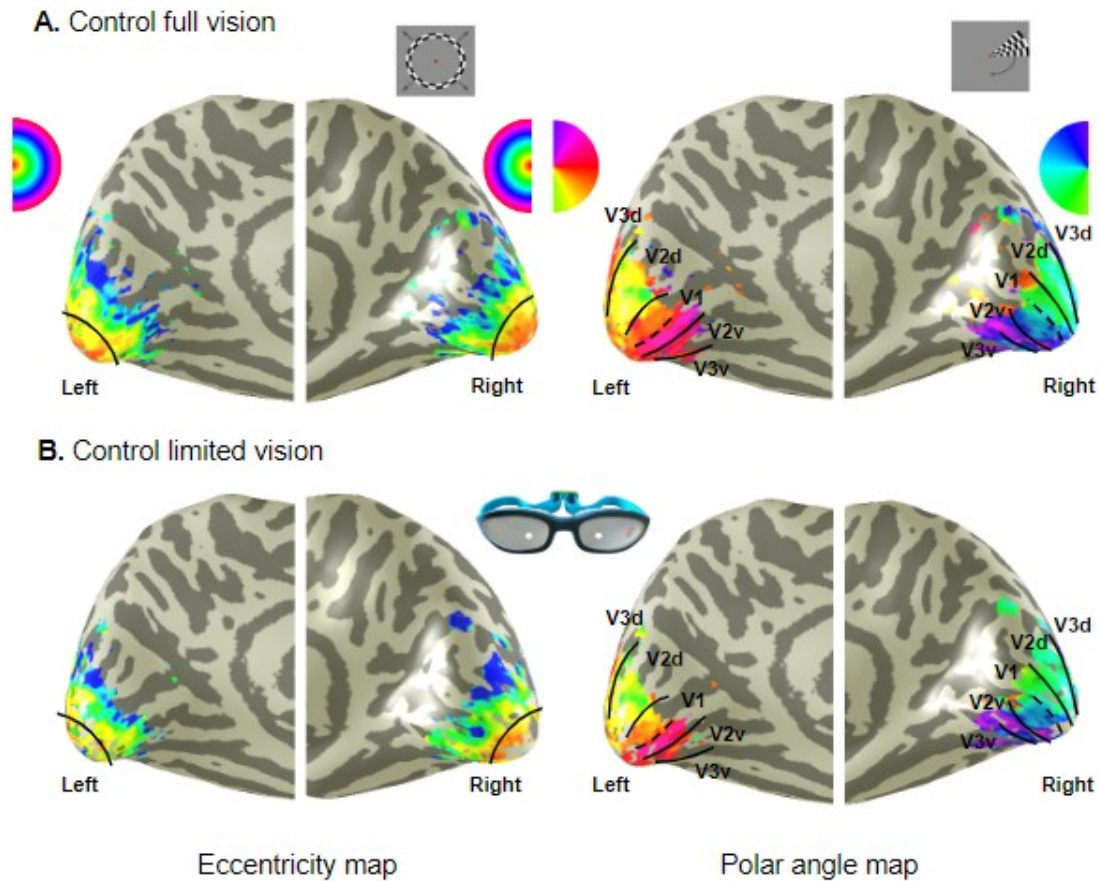 A. Control full vision
V3d
V2d
V1
V2v
V3v
V3d
V2d
V1
V2v
V3v
Left
Right
Left
Right
B. Control limited vision
V3d
V2d
V1
V2v
V3v
V3d
V2d
V1
V2v
V3v
Left
Right
Left
Right
Eccentricity map
Polar angle map